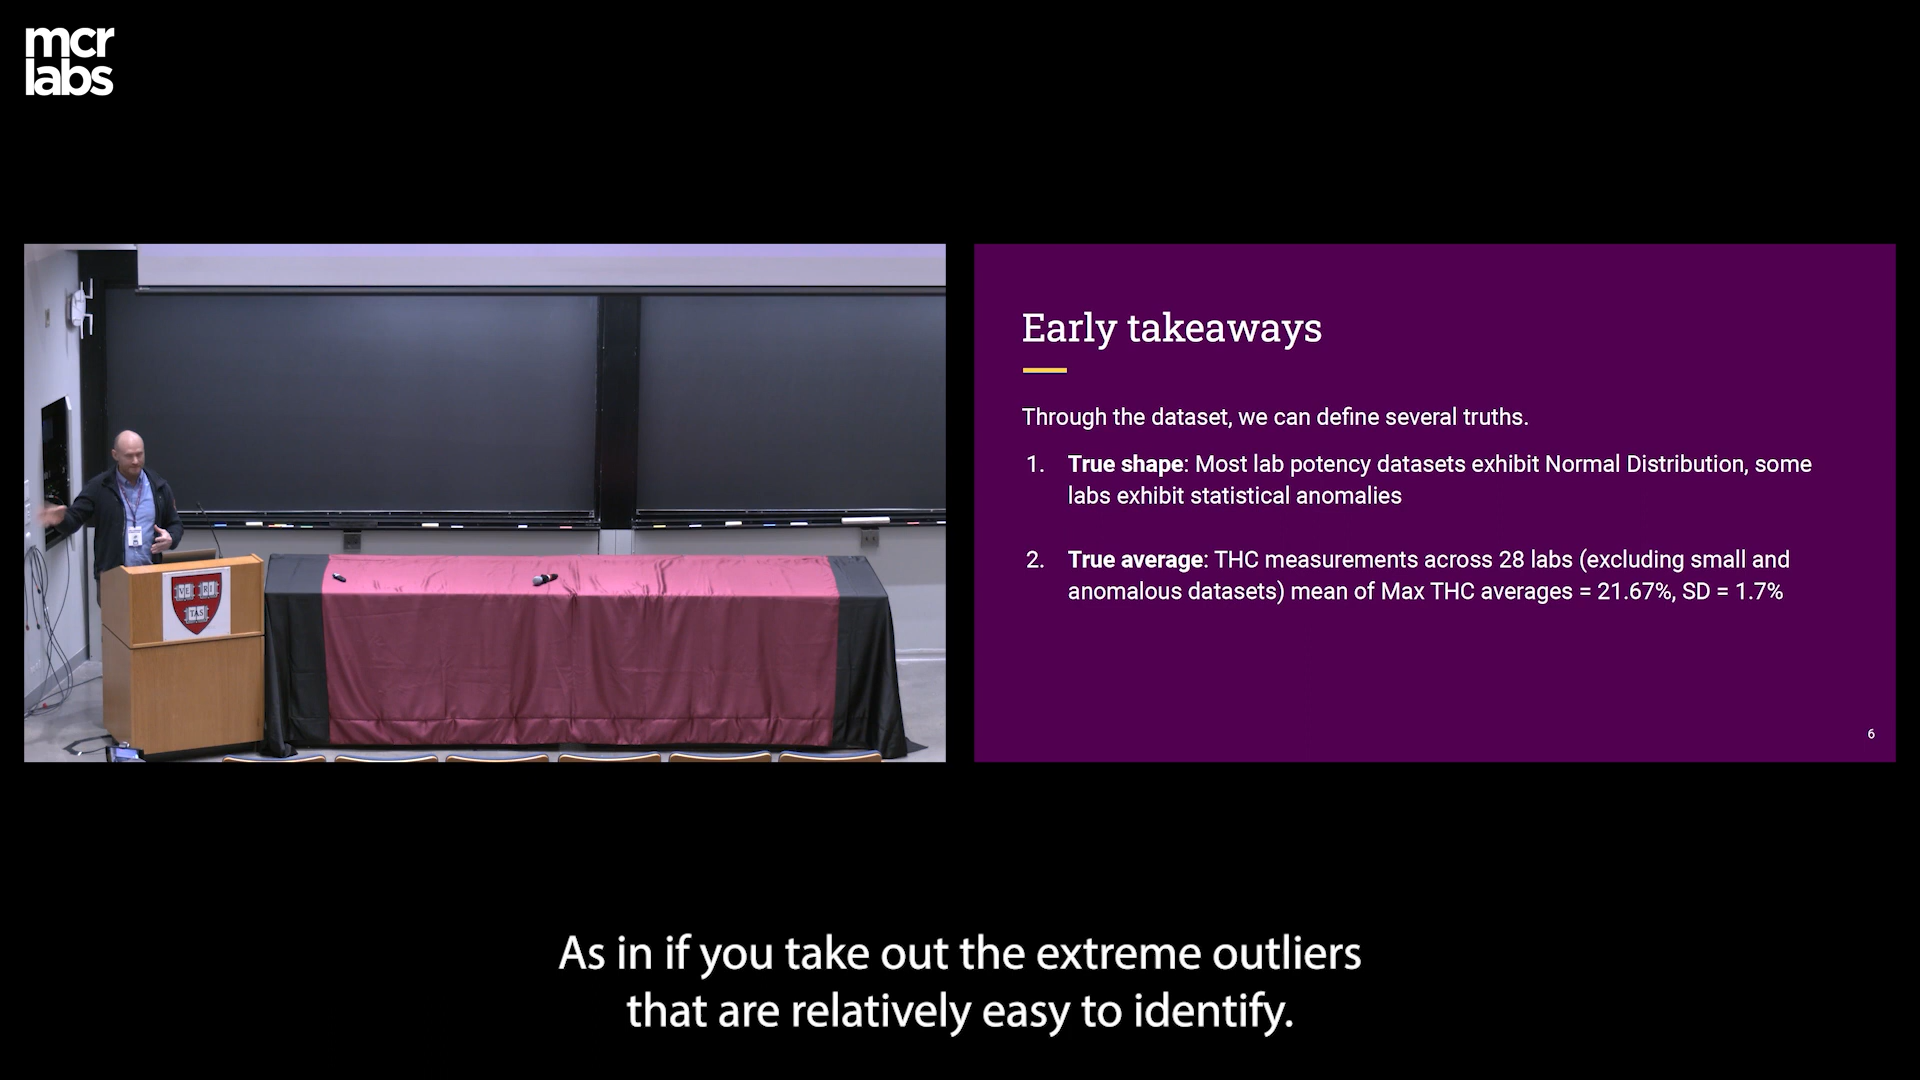 mcr
labs
VE RI
TAS
Early takeaways
Through the dataset, we can define several truths.
1. True shape: Most lab potency datasets exhibit Normal Distribution, some
labs exhibit statistical anomalies
2. True average: THC measurements across 28 labs (excluding small and
anomalous datasets) mean of Max THC averages = 21.67%, SD = 1.7%
6
As in if you take out the extreme outliers
that are relatively easy to identify.